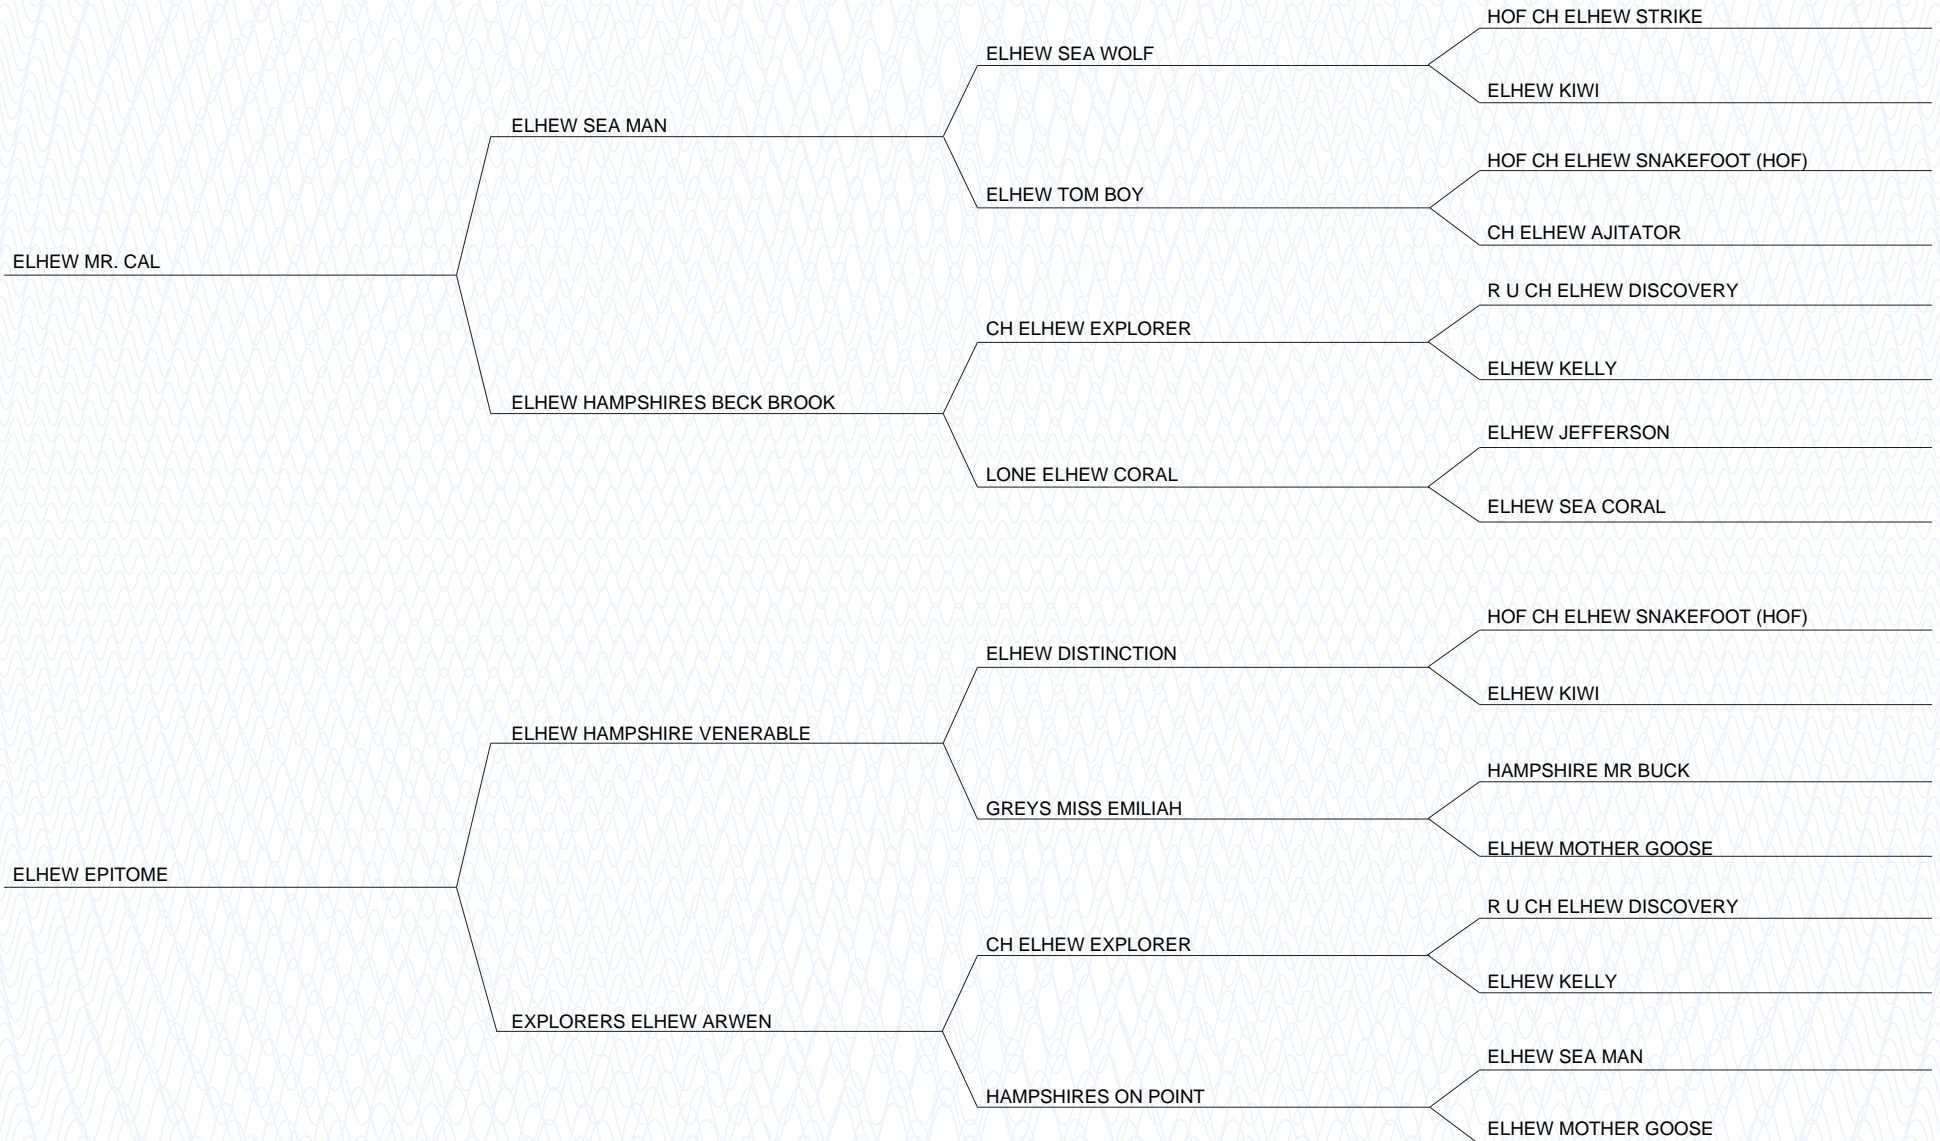 HOF CH ELHEW STRIKE
ELHEW SEA WOLF
ELHEW KIWI
ELHEW SEA MAN
HOF CH ELHEW SNAKEFOOT (HOF)
ELHEW TOM BOY
CH ELHEW AJITATOR
ELHEW MR. CAL
R U CH ELHEW DISCOVERY
CH ELHEW EXPLORER
ELHEW KELLY
ELHEW HAMPSHIRES BECK BROOK
ELHEW JEFFERSON
LONE ELHEW CORAL
ELHEW SEA CORAL
HOF CH ELHEW SNAKEFOOT (HOF)
ELHEW DISTINCTION
ELHEW KIWI
ELHEW HAMPSHIRE VENERABLE
HAMPSHIRE MR BUCK
GREYS MISS EMILIAH
ELHEW MOTHER GOOSE
ELHEW EPITOME
R U CH ELHEW DISCOVERY
CH ELHEW EXPLORER
ELHEW KELLY
EXPLORERS ELHEW ARWEN
ELHEW SEA MAN
HAMPSHIRES ON POINT
ELHEW MOTHER GOOSE